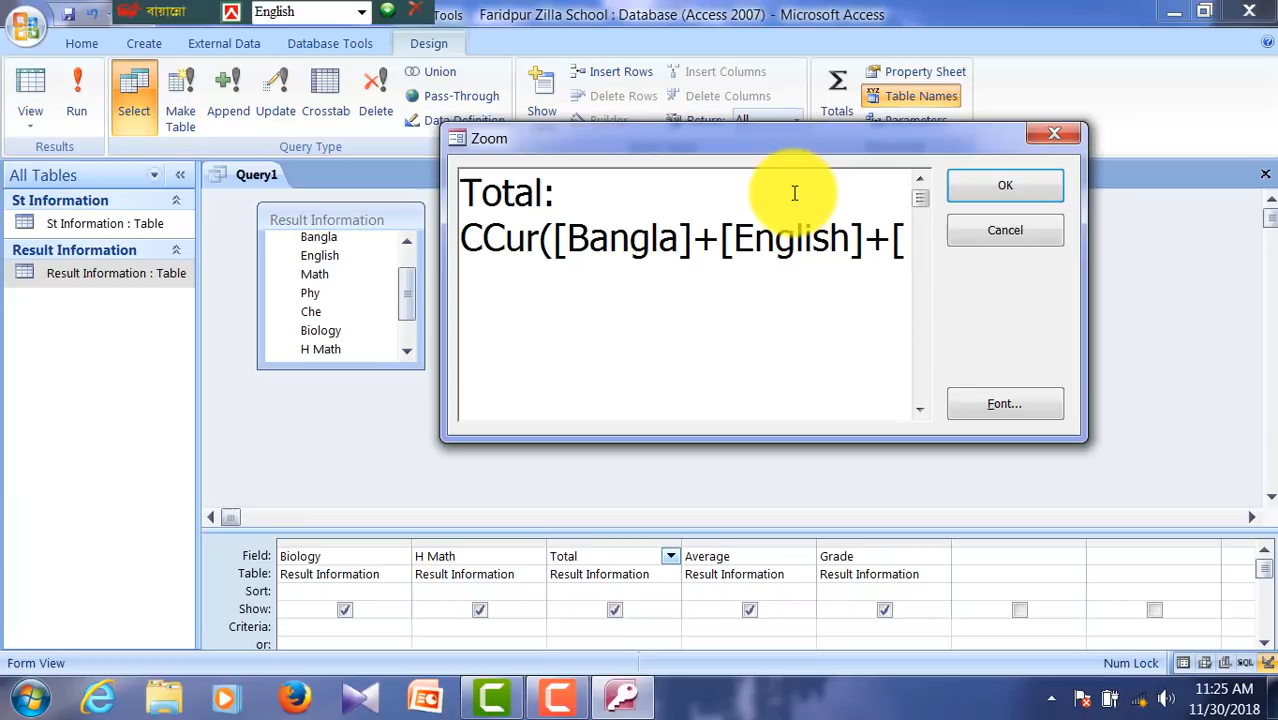 বায়ান্নো
English
Tools
Faridpur Zilla School : Database (Access 2007) - Microsoft Access
Home
Create
External Data
Database Tools
Design
View
Run
Select
Make Table
Append
Update
Crosstab
Delete
Union
Pass-Through
Data Definition
Show
Insert Rows
Delete Rows
Builder
Insert Columns
Delete Columns
Return: All
Totals
Property Sheet
Table Names
Parameters
Results
Query Type
All Tables
St Information
St Information : Table
Result Information
Result Information : Table
Query1
Result Information
Bangla
English
Math
Phy
Che
Biology
H Math
Zoom
Total:
CCur([Bangla]+[English]+[
OK
Cancel
Font...
Field: Biology H Math Total Average Grade
Table: Result Information Result Information Result Information Result Information Result Information
Sort:
Show:
Criteria:
or:
Form View
Num Lock
SQL
11:25 AM
11/30/2018